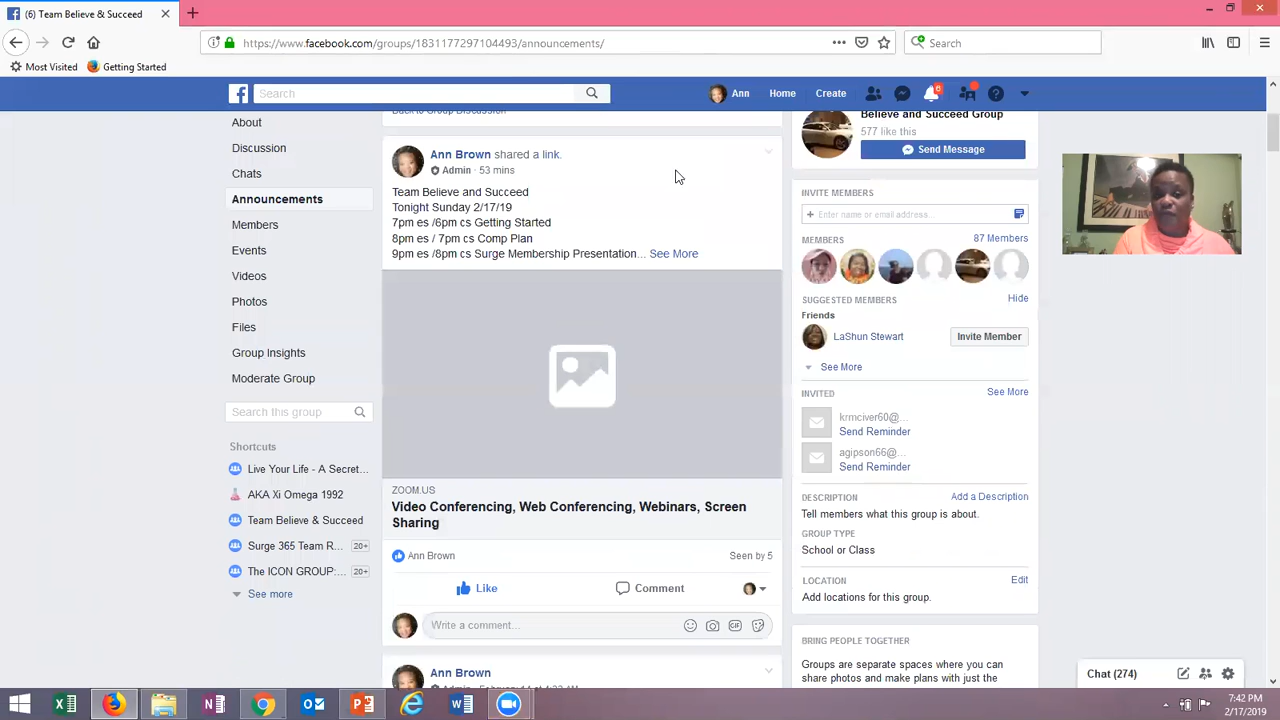 (6) Team Believe & Succeed
https://www.facebook.com/groups/1831177297104493/announcements/
Search
Most Visited
Getting Started
Search
Ann
Home
Create
6
About
Discussion
Chats
Announcements
Members
Events
Videos
Photos
Files
Group Insights
Moderate Group
Search this group
Shortcuts
Live Your Life - A Secret...
AKA Xi Omega 1992
Team Believe & Succeed
Surge 365 Team R... 20+
The ICON GROUP:... 20+
See more
Back to Group Discussion
Ann Brown shared a link.
Admin · 53 mins
Team Believe and Succeed
Tonight Sunday 2/17/19
7pm es /6pm cs Getting Started
8pm es / 7pm cs Comp Plan
9pm es /8pm cs Surge Membership Presentation... See More
ZOOM.US
Video Conferencing, Web Conferencing, Webinars, Screen
Sharing
Ann Brown
Seen by 5
Like
Comment
Write a comment...
GIF
Ann Brown
Believe and Succeed Group
577 like this
Send Message
INVITE MEMBERS
+ Enter name or email address...
MEMBERS
87 Members
SUGGESTED MEMBERS
Hide
Friends
LaShun Stewart
Invite Member
See More
INVITED
See More
krmciver60@...
Send Reminder
agipson66@...
Send Reminder
DESCRIPTION
Add a Description
Tell members what this group is about.
GROUP TYPE
School or Class
LOCATION
Edit
Add locations for this group.
BRING PEOPLE TOGETHER
Groups are separate spaces where you can
share photos and make plans with just the
Chat (274)
7:42 PM
2/17/2019